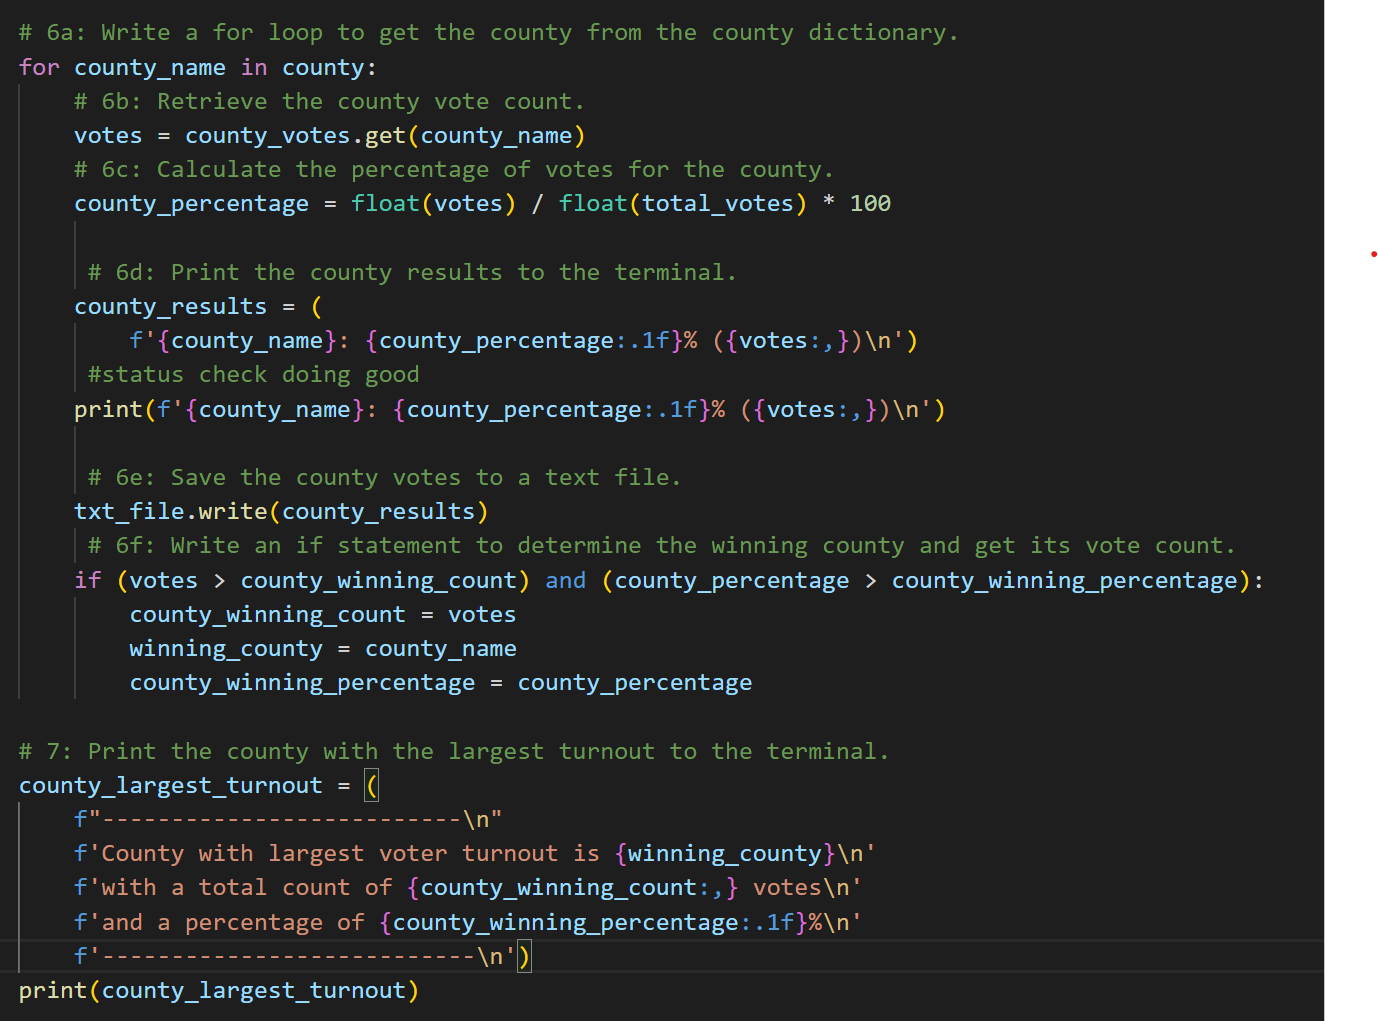 # 6a: Write a for loop to get the county from the county dictionary.
for county_name in county:
    # 6b: Retrieve the county vote count.
    votes = county_votes.get(county_name)
    # 6c: Calculate the percentage of votes for the county.
    county_percentage = float(votes) / float(total_votes) * 100
     # 6d: Print the county results to the terminal.
    county_results = (
        f'{county_name}: {county_percentage:.1f}% ({votes:,})\n')
     #status check doing good
    print(f'{county_name}: {county_percentage:.1f}% ({votes:,})\n')
     # 6e: Save the county votes to a text file.
    txt_file.write(county_results)
     # 6f: Write an if statement to determine the winning county and get its vote count.
    if (votes > county_winning_count) and (county_percentage > county_winning_percentage):
        county_winning_count = votes
        winning_county = county_name
        county_winning_percentage = county_percentage
# 7: Print the county with the largest turnout to the terminal.
county_largest_turnout = (
    f"--------------------------\n"
    f'County with largest voter turnout is {winning_county}\n'
    f'with a total count of {county_winning_count:,} votes\n'
    f'and a percentage of {county_winning_percentage:.1f}%\n'
    f'---------------------------\n')
print(county_largest_turnout)